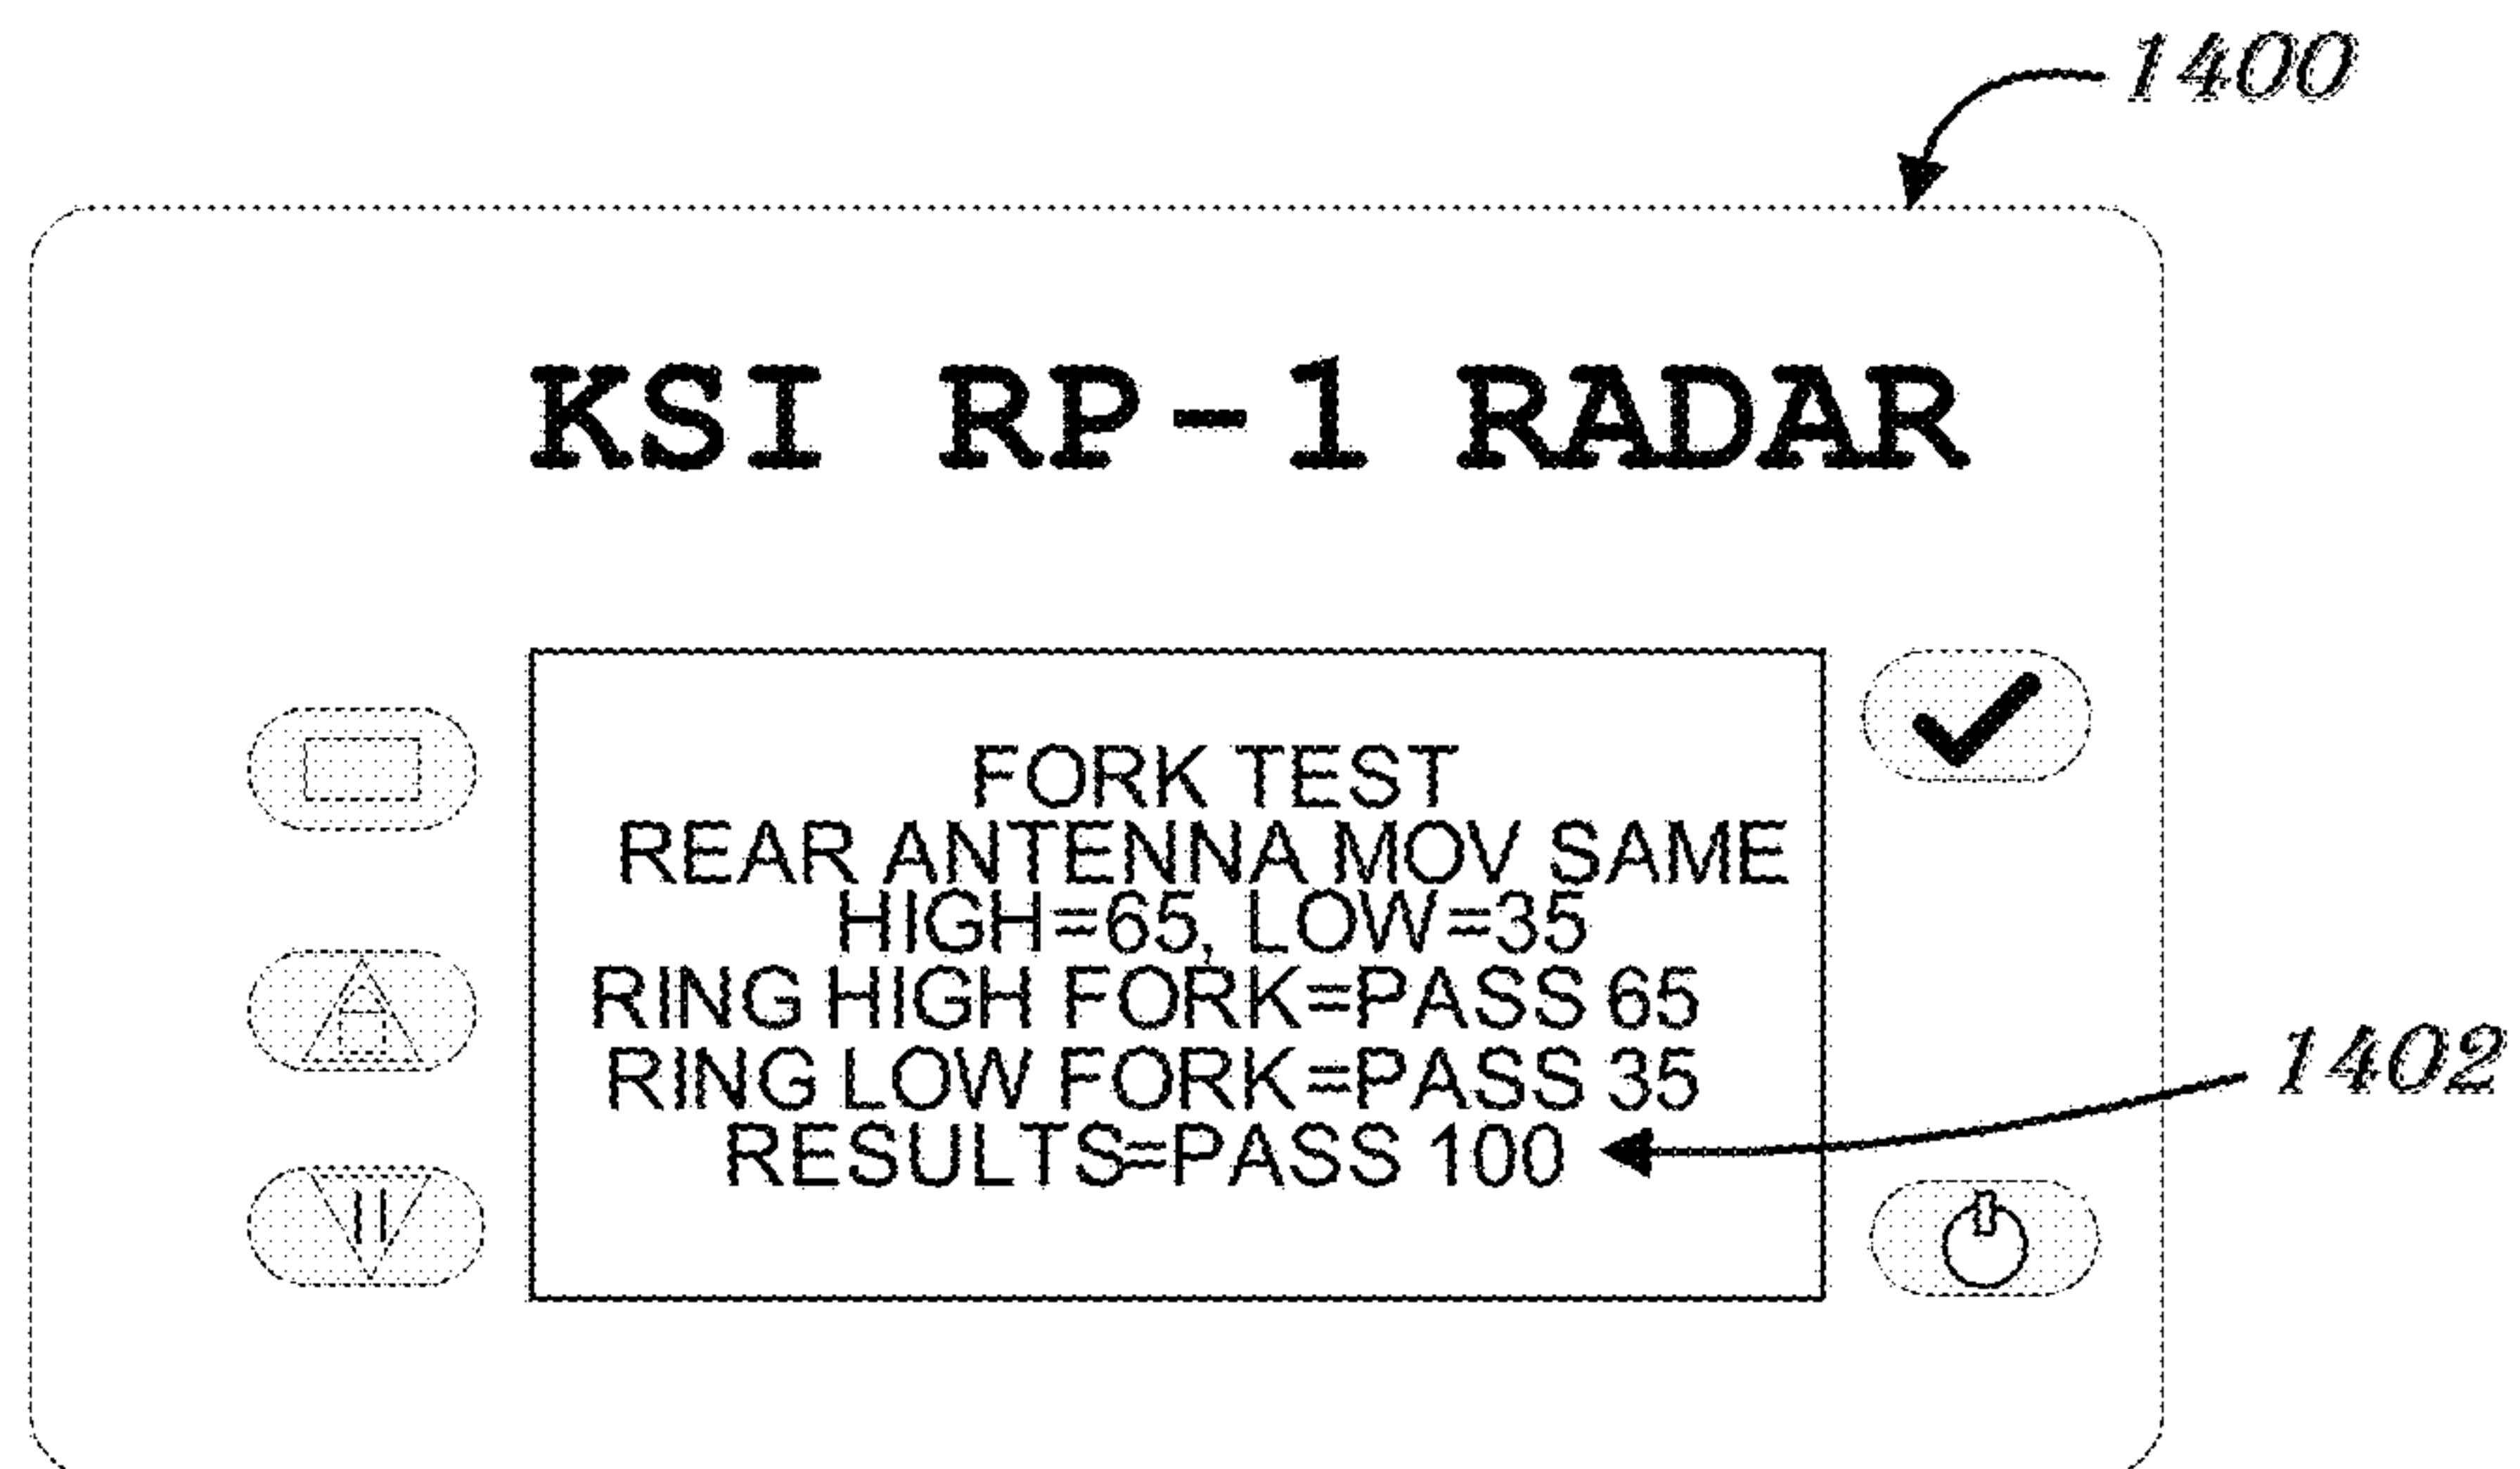 1400
KSI RP-1 RADAR
FORK TEST
REAR ANTENNA MOV SAME
HIGH=65, LOW=35
RING HIGH FORK=PASS 65
RING LOW FORK=PASS 35
1402
RESULTS=PASS 100